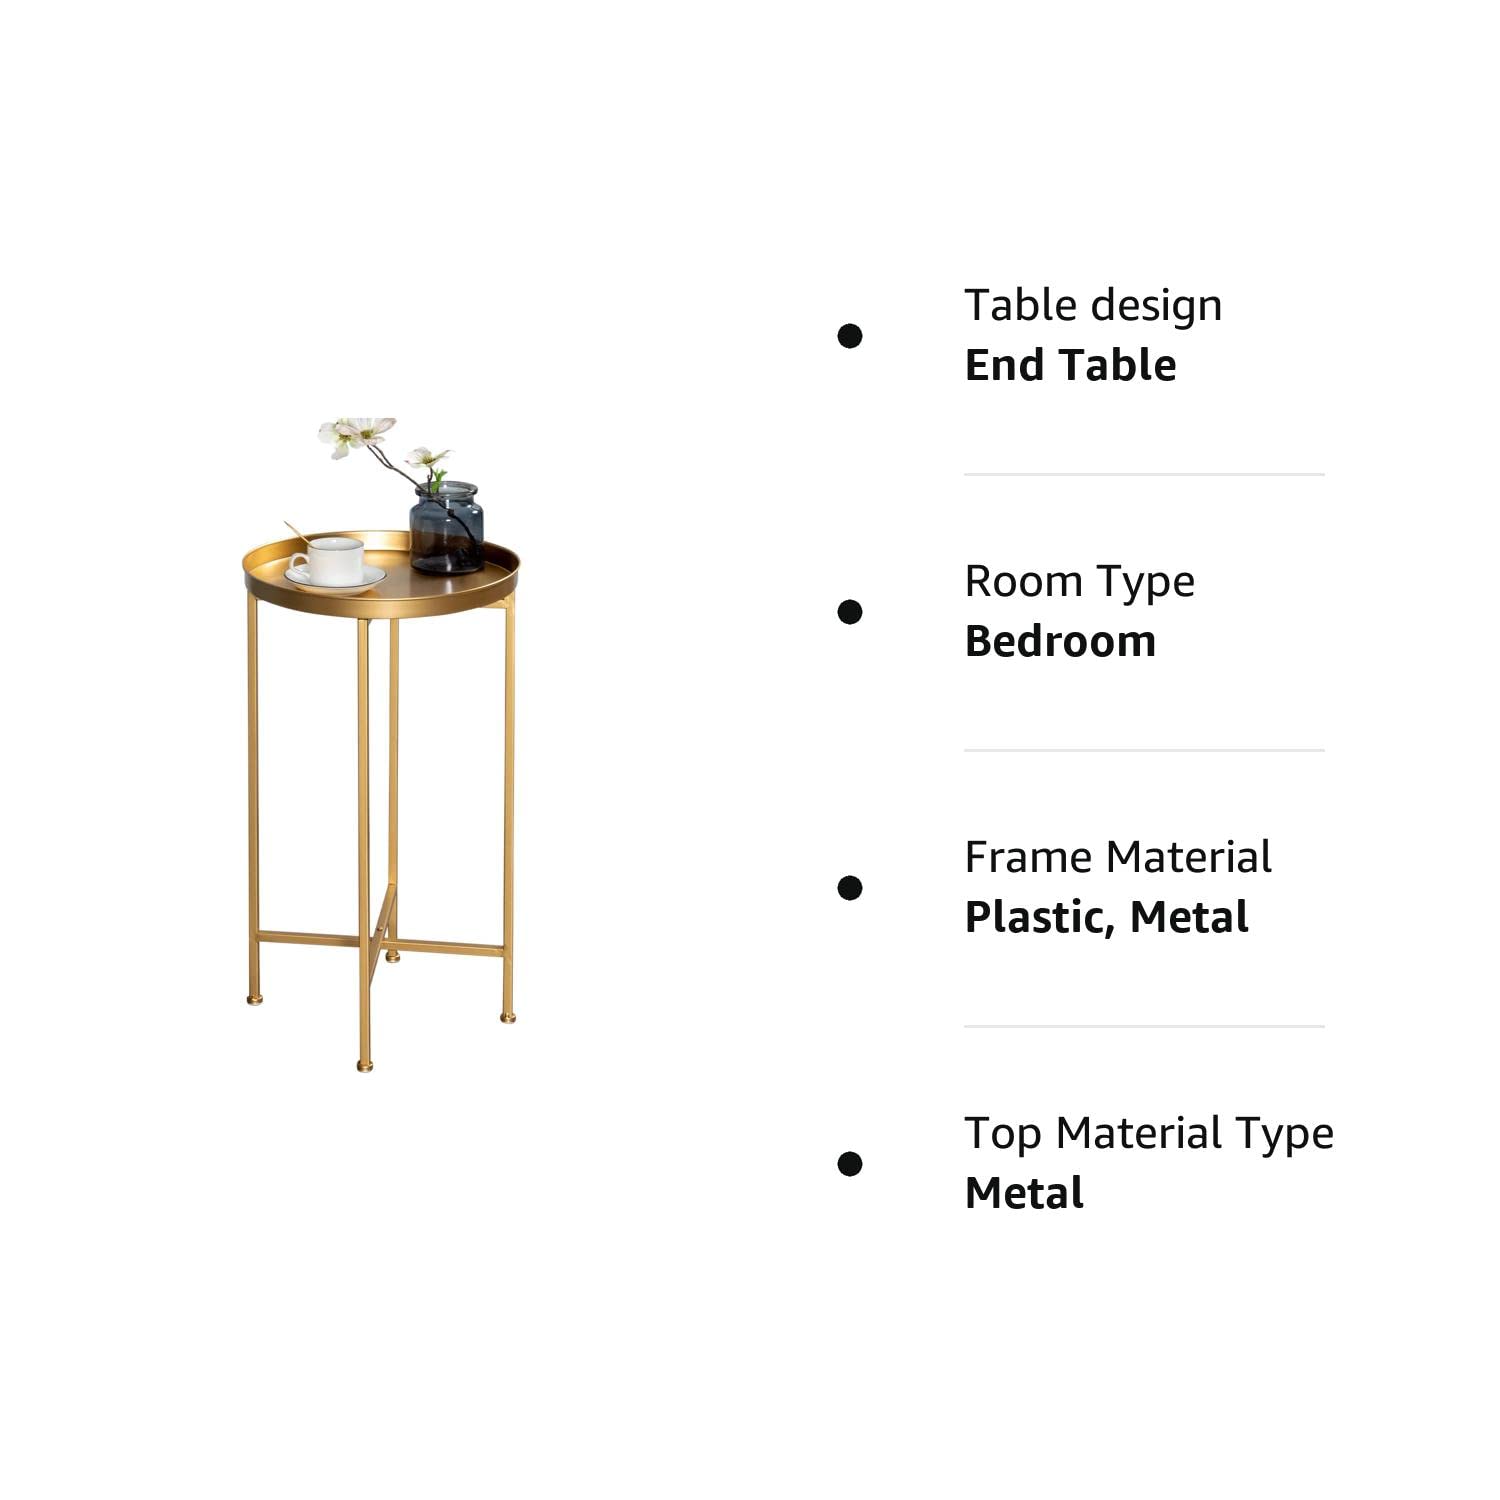 Table design
End Table
Room Type
Bedroom
Frame Material
Plastic, Metal
Top Material Type
Metal